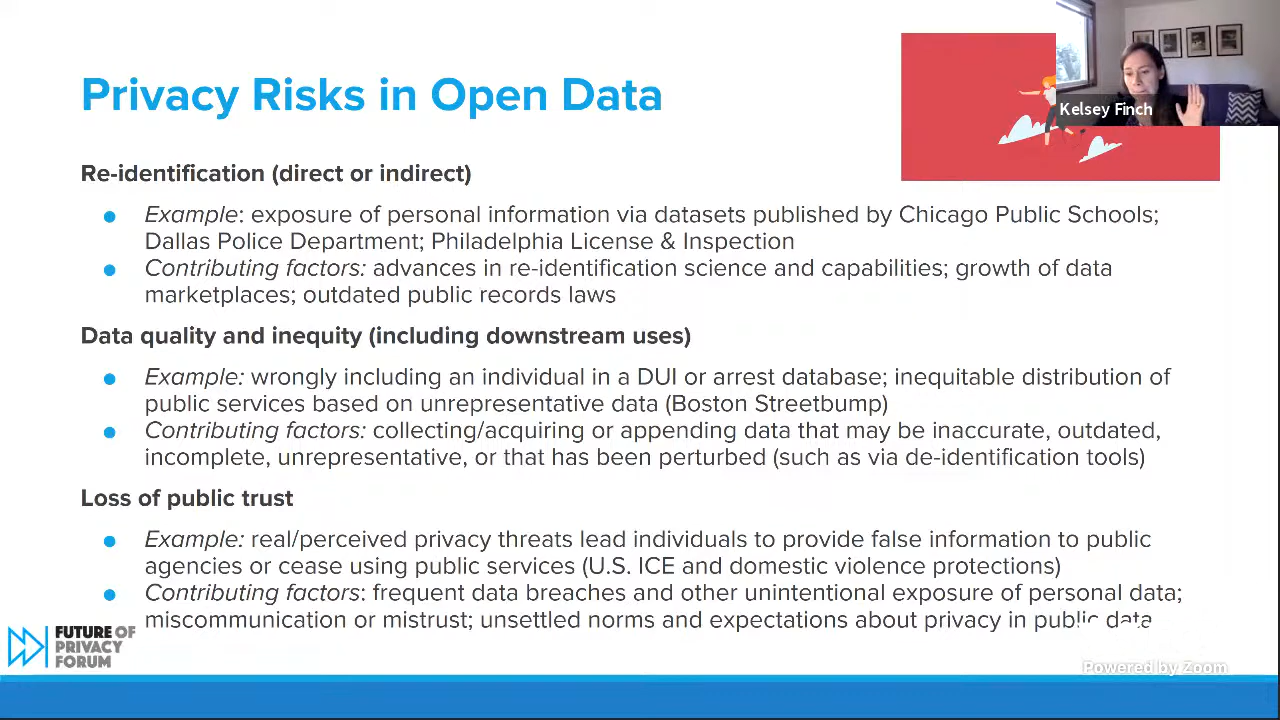 Privacy Risks in Open Data
Kelsey Finch
Re-identification (direct or indirect)
● Example: exposure of personal information via datasets published by Chicago Public Schools;
Dallas Police Department; Philadelphia License & Inspection
● Contributing factors: advances in re-identification science and capabilities; growth of data
marketplaces; outdated public records laws
Data quality and inequity (including downstream uses)
● Example: wrongly including an individual in a DUI or arrest database; inequitable distribution of
public services based on unrepresentative data (Boston Streetbump)
● Contributing factors: collecting/acquiring or appending data that may be inaccurate, outdated,
incomplete, unrepresentative, or that has been perturbed (such as via de-identification tools)
Loss of public trust
● Example: real/perceived privacy threats lead individuals to provide false information to public
agencies or cease using public services (U.S. ICE and domestic violence protections)
● Contributing factors: frequent data breaches and other unintentional exposure of personal data;
miscommunication or mistrust; unsettled norms and expectations about privacy in public data
FUTURE OF
PRIVACY
FORUM
Powered by Zoom